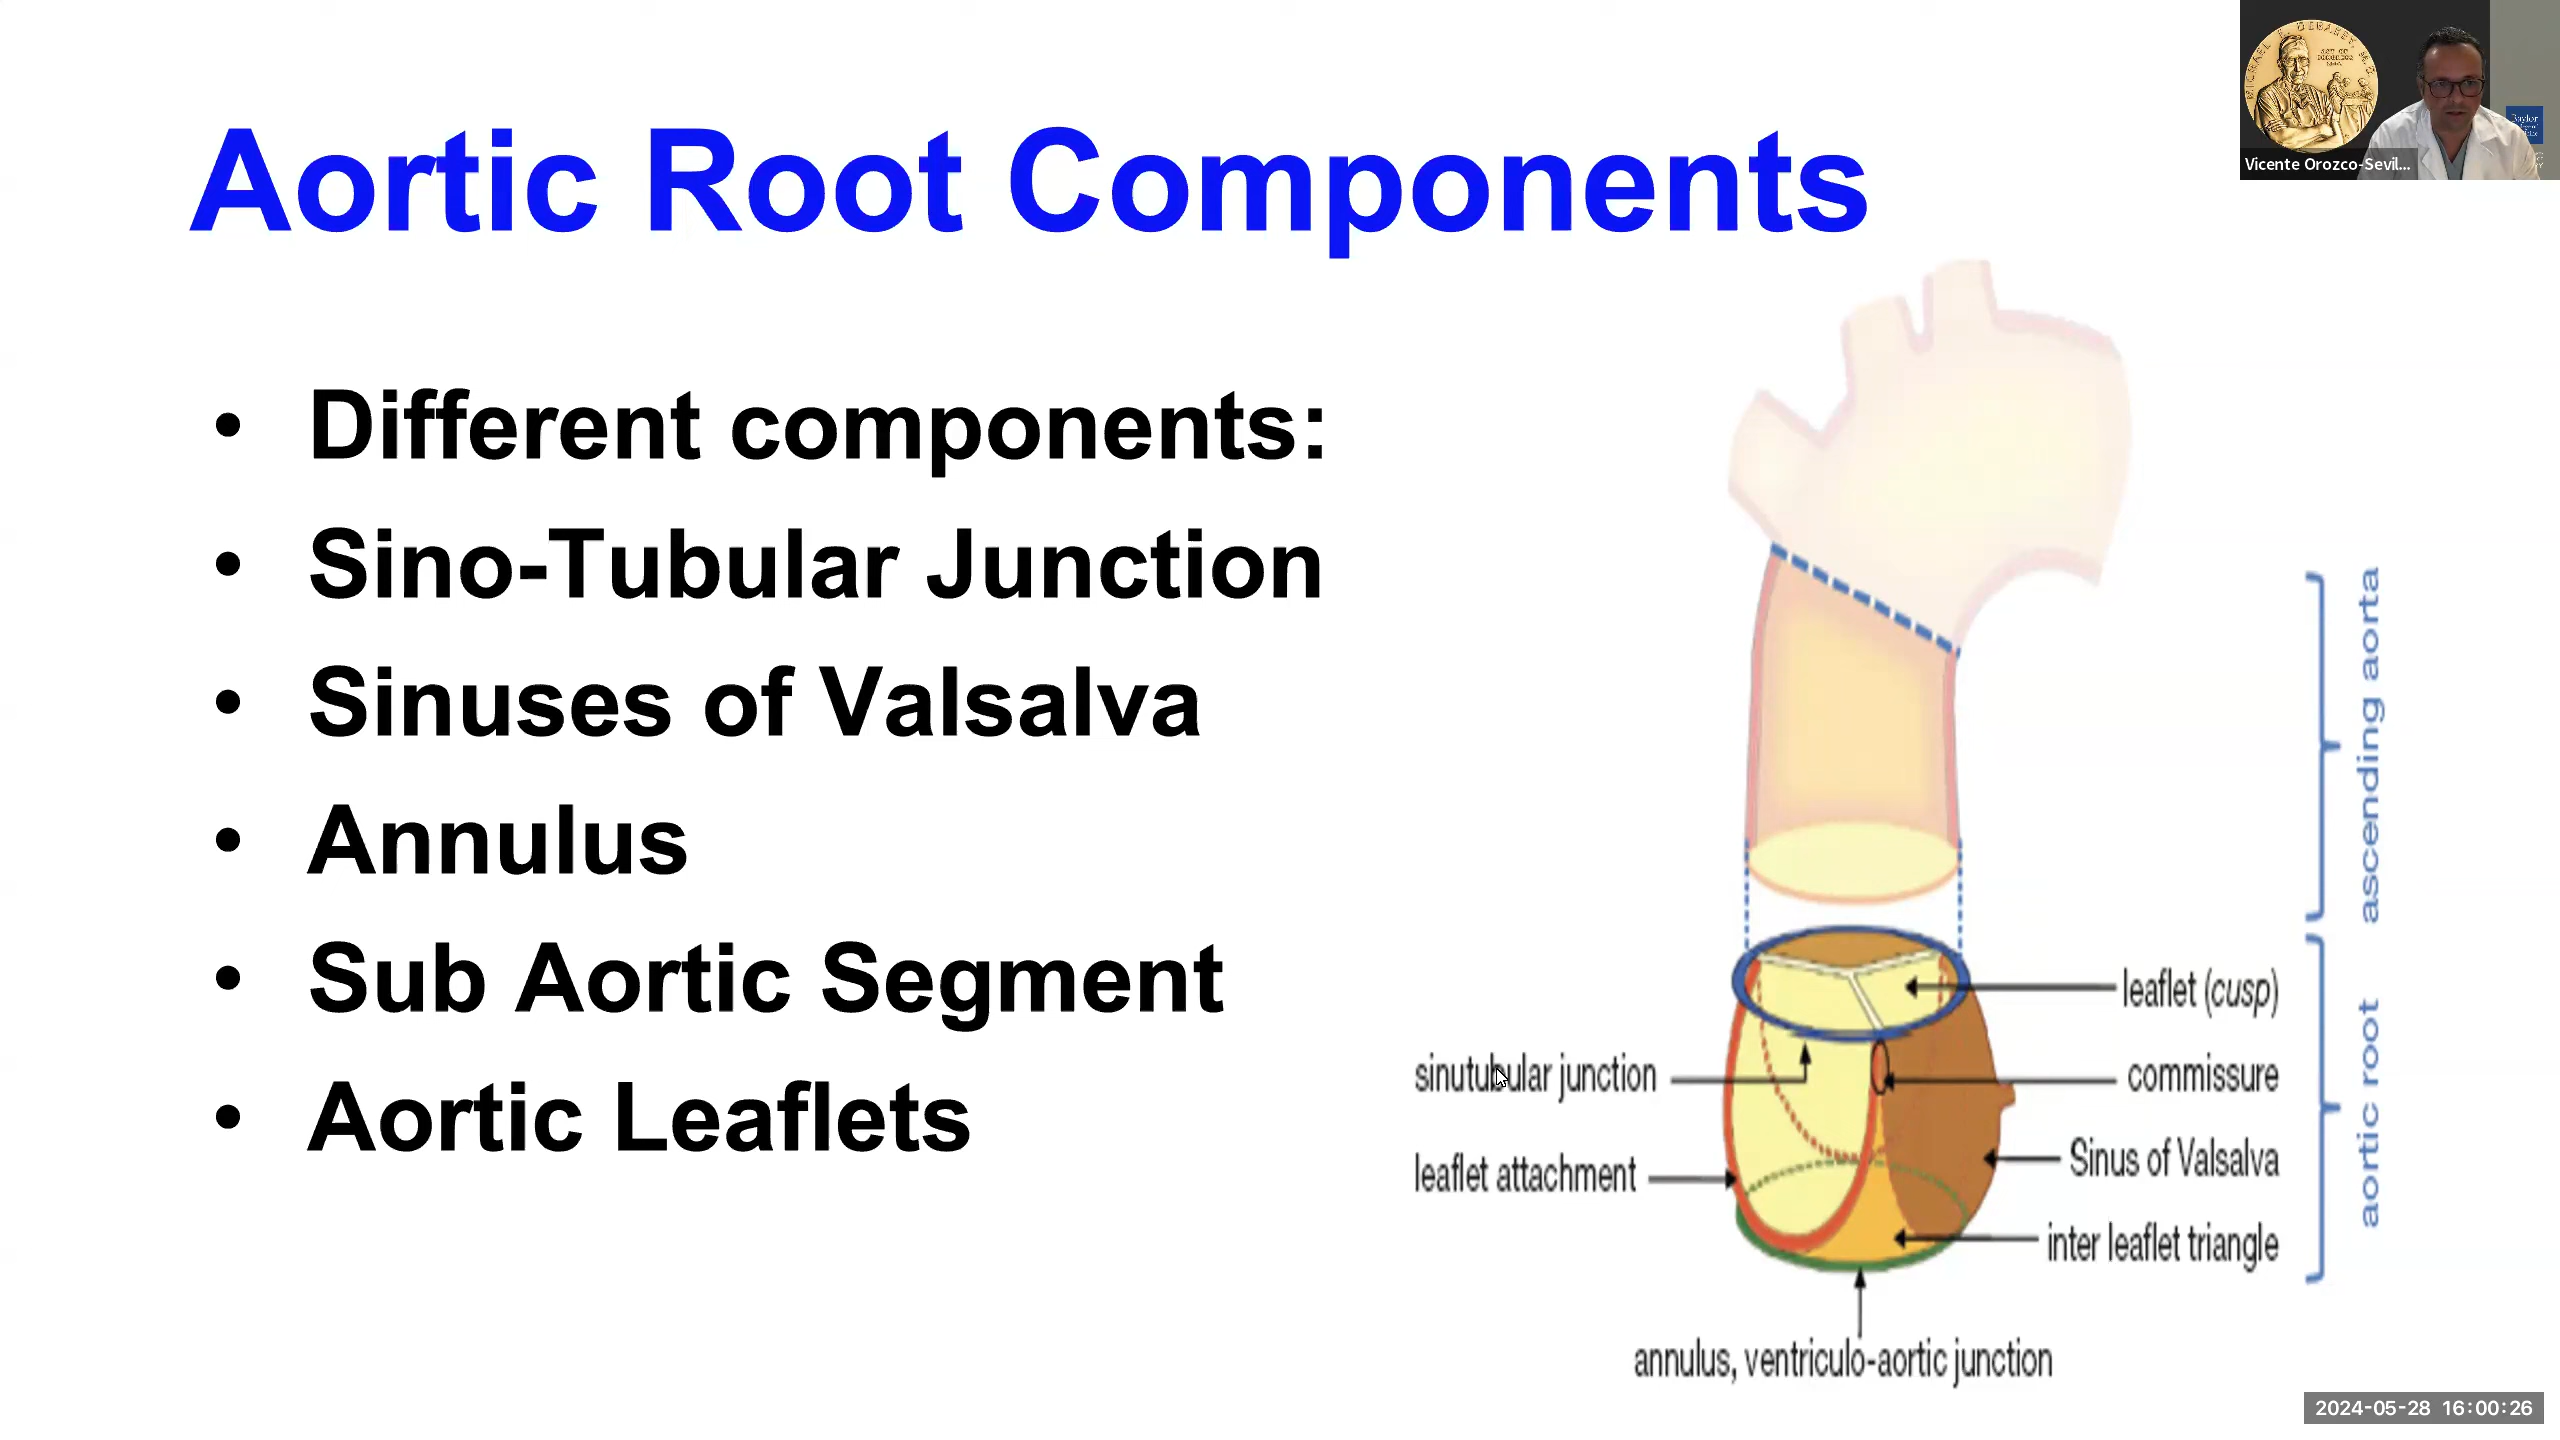 Aortic Root Components
• Different components:
• Sino-Tubular Junction
• Sinuses of Valsalva
• Annulus
• Sub Aortic Segment
• Aortic Leaflets
ascending aorta
aortic root
leaflet (cusp)
sinutubular junction
commissure
leaflet attachment
Sinus of Valsalva
inter leaflet triangle
annulus, ventriculo-aortic junction
Vicente Orozco-Sevil...
Baylor
2024-05-28 16:00:26